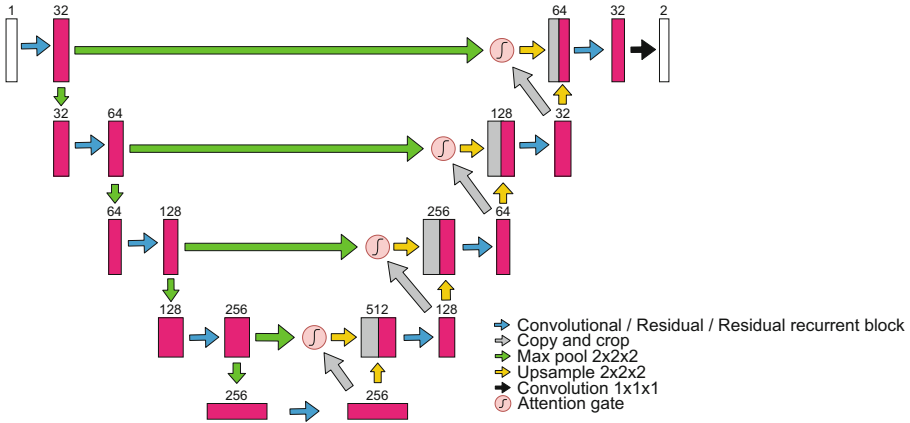 1 32 64 32 2
32 64 128 32
64 128 256 64
128 256 512 128
256 256
Convolutional / Residual / Residual recurrent block
Copy and crop
Max pool 2x2x2
Upsample 2x2x2
Convolution 1x1x1
Attention gate